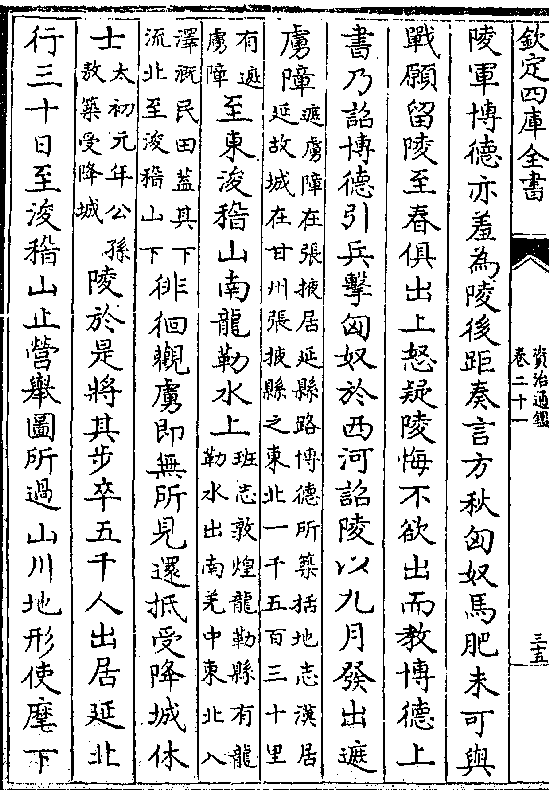 欽定四庫全書
資治通鑑
卷二十一
三五
陵軍博德亦羞為陵後距奏言方秋匈奴馬肥未可與
戰願留陵至春俱出上怒疑陵悔不欲出而教博德上
書乃詔博德引兵擊匈奴於西河詔陵以九月發出遮
虜障遮虜障在張掖居延縣路博德所築括地志漢居延故城在甘州張掖縣之東北一千五百三十里
有遮虜障至東浚稽山南龍勒水上班志敦煌龍勒縣有龍勒水出南羌中東北入
澤溉民田蓋其下流北至浚稽山下徘徊觀虜即無所見還抵受降城休
士太初元年公孫敖築受降城陵於是將其步卒五千人出居延北
行三十日至浚稽山止營舉圖所過山川地形使麾下